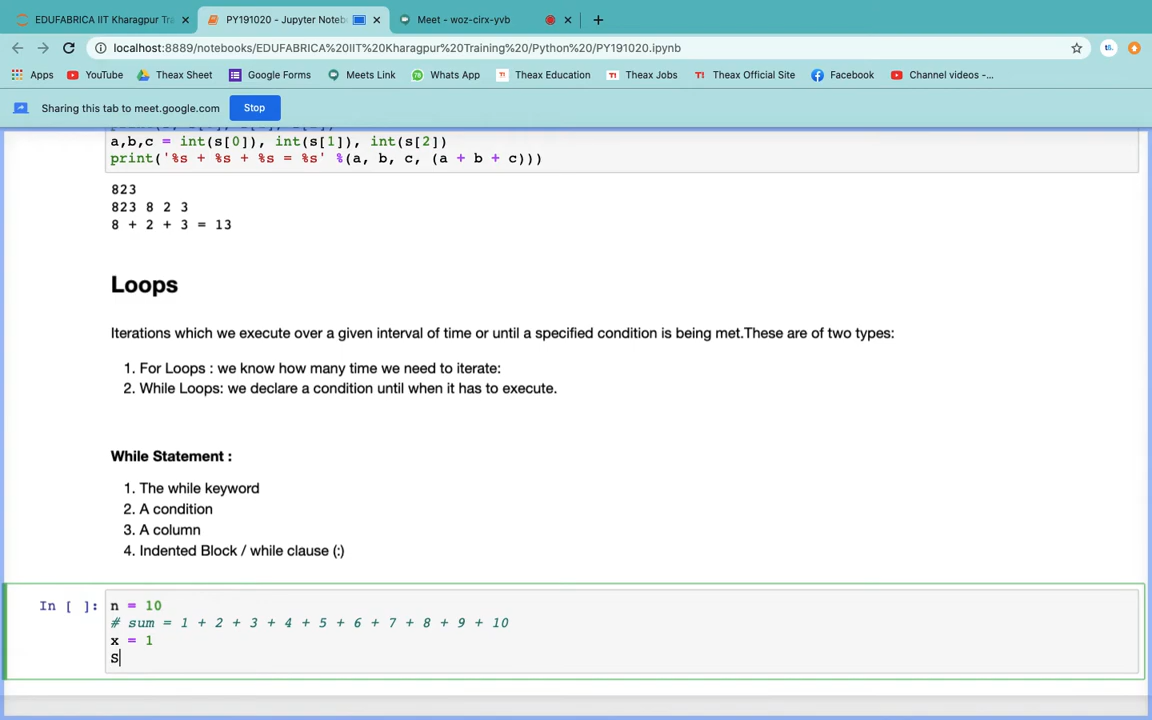 EDUFABRICA IIT Kharagpur Tra
PY191020 - Jupyter Noteb
Meet - woz-cirx-yvb
localhost:8889/notebooks/EDUFABRICA%20IIT%20Kharagpur%20Training%20/Python%20/PY191020.ipynb
Apps YouTube Theax Sheet Google Forms Meets Link Whats App Theax Education Theax Jobs Theax Official Site Facebook Channel videos -...
Sharing this tab to meet.google.com Stop
a,b,c = int(s[0]), int(s[1]), int(s[2])
print('%s + %s + %s = %s' %(a, b, c, (a + b + c)))
823
823 8 2 3
8 + 2 + 3 = 13
Loops
Iterations which we execute over a given interval of time or until a specified condition is being met.These are of two types:
1. For Loops : we know how many time we need to iterate:
2. While Loops: we declare a condition until when it has to execute.
While Statement :
1. The while keyword
2. A condition
3. A column
4. Indented Block / while clause (:)
In [ ]: n = 10
# sum = 1 + 2 + 3 + 4 + 5 + 6 + 7 + 8 + 9 + 10
x = 1
S